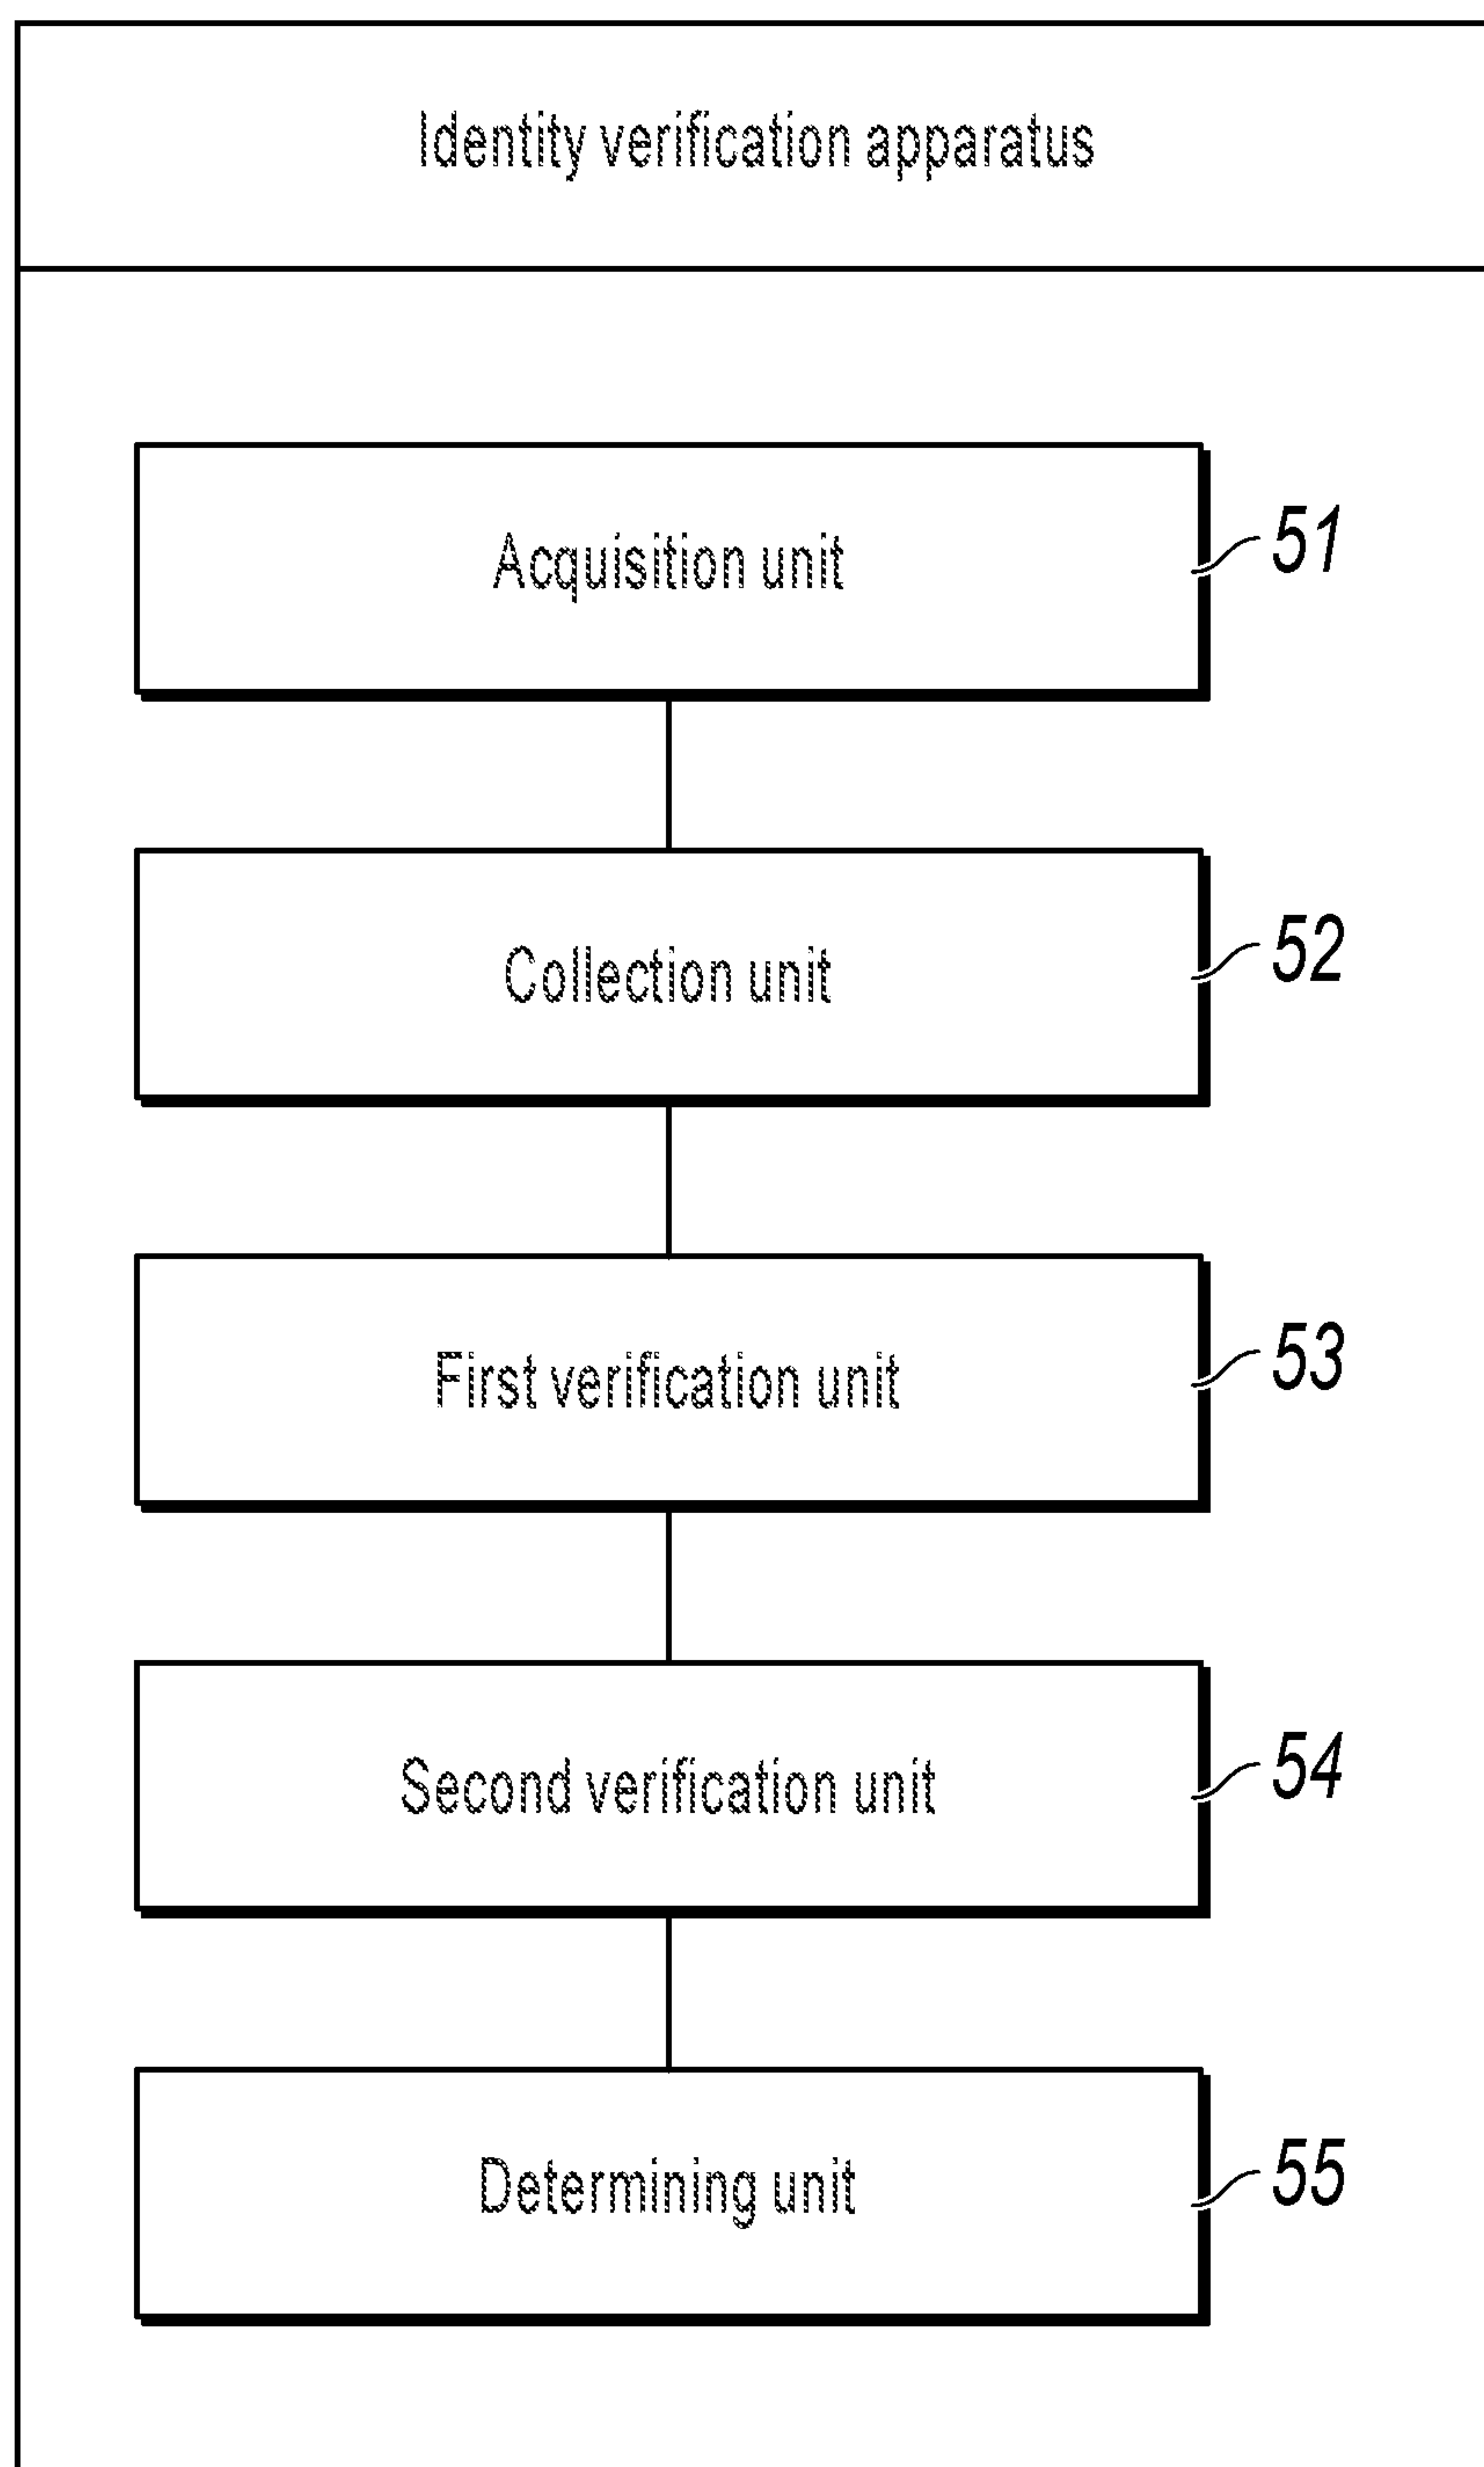 Identity verification apparatus
Acquisition unit
51
Collection unit
52
First verification unit
53
Second verification unit
54
Determining unit
55